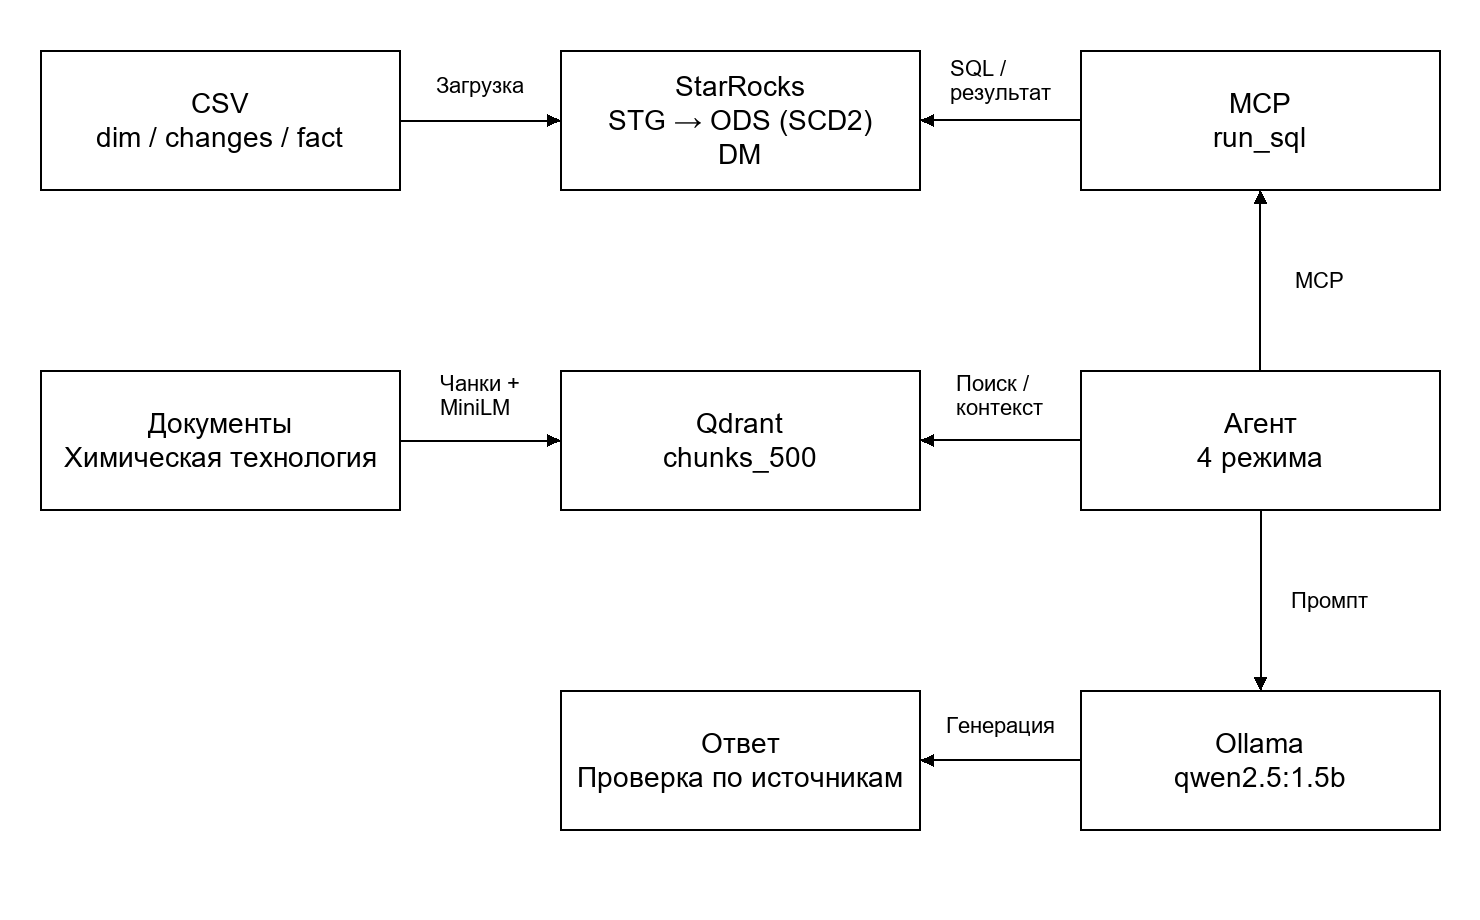 CSV
dim / changes / fact
Загрузка
StarRocks
STG → ODS (SCD2)
DM
SQL /
результат
MCP
run_sql
MCP
Документы
Химическая технология
Чанки +
MiniLM
Qdrant
chunks_500
Поиск /
контекст
Агент
4 режима
Промпт
Ответ
Проверка по источникам
Генерация
Ollama
qwen2.5:1.5b